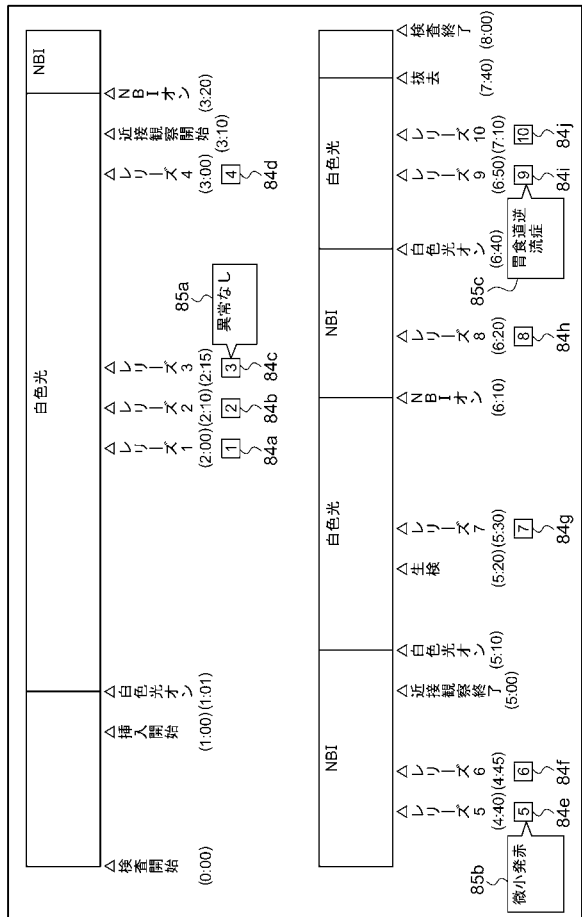 白色光
NBI
△検査開始
(0:00)
△挿入開始
(1:00)
△白色光オン
(1:01)
△レリーズ1
(2:00)
1
84a
△レリーズ2
(2:10)
2
84b
△レリーズ3
(2:15)
3
84c
異常なし
85a
△レリーズ4
(3:00)
4
84d
△近接観察開始
(3:10)
△NBIオン
(3:20)
NBI
白色光
NBI
白色光
△レリーズ5
(4:40)
5
84e
微小発赤
85b
△レリーズ6
(4:45)
6
84f
△近接観察終了
(5:00)
△白色光オン
(5:10)
△生検
(5:20)
△レリーズ7
(5:30)
7
84g
△NBIオン
(6:10)
△レリーズ8
(6:20)
8
84h
△白色光オン
(6:40)
△レリーズ9
(6:50)
9
84i
胃食道逆流症
85c
△レリーズ10
(7:10)
10
84j
△抜去
(7:40)
△検査終了
(8:00)